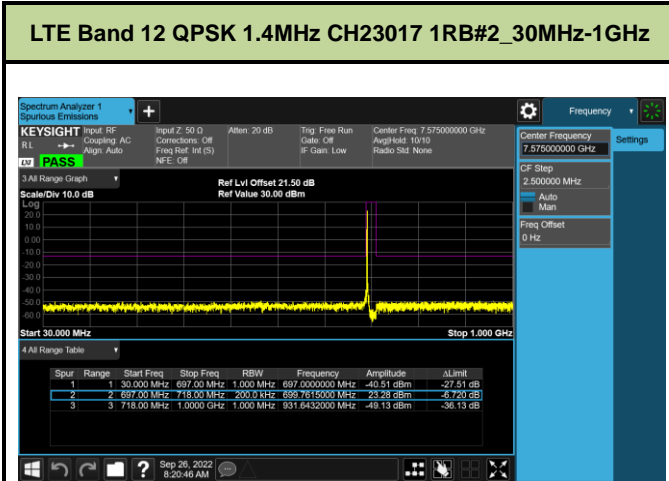 LTE Band 12 QPSK 1.4MHz CH23017 1RB#2_30MHz-1GHz
Spectrum Analyzer 1
Spurious Emissions
Frequency
KEYSIGHT Input: RF Input Z: 50 Ω Atten: 20 dB Trig: Free Run Center Freq: 7.575000000 GHz
RL Coupling: AC Corrections: Off Gate: Off Avg|Hold: 10/10
Align: Auto Freq Ref: Int (S) IF Gain: Low Radio Std: None
LXI PASS NFE: Off
Center Frequency
7.575000000 GHz
Settings
CF Step
2.500000 MHz
Auto
Man
Freq Offset
0 Hz
3 All Range Graph
Ref Lvl Offset 21.50 dB
Scale/Div 10.0 dB Ref Value 30.00 dBm
Log
20.0
10.0
0.00
-10.0
-20.0
-30.0
-40.0
-50.0
-60.0
Start 30.000 MHz Stop 1.000 GHz
4 All Range Table
Spur Range Start Freq Stop Freq RBW Frequency Amplitude ΔLimit
1 1 30.000 MHz 697.00 MHz 1.000 MHz 697.0000000 MHz -40.51 dBm -27.51 dB
2 2 697.00 MHz 718.00 MHz 200.0 kHz 699.7615000 MHz 23.28 dBm -6.720 dB
3 3 718.00 MHz 1.0000 GHz 1.000 MHz 931.6432000 MHz -49.13 dBm -36.13 dB
?
Sep 26, 2022
8:20:46 AM